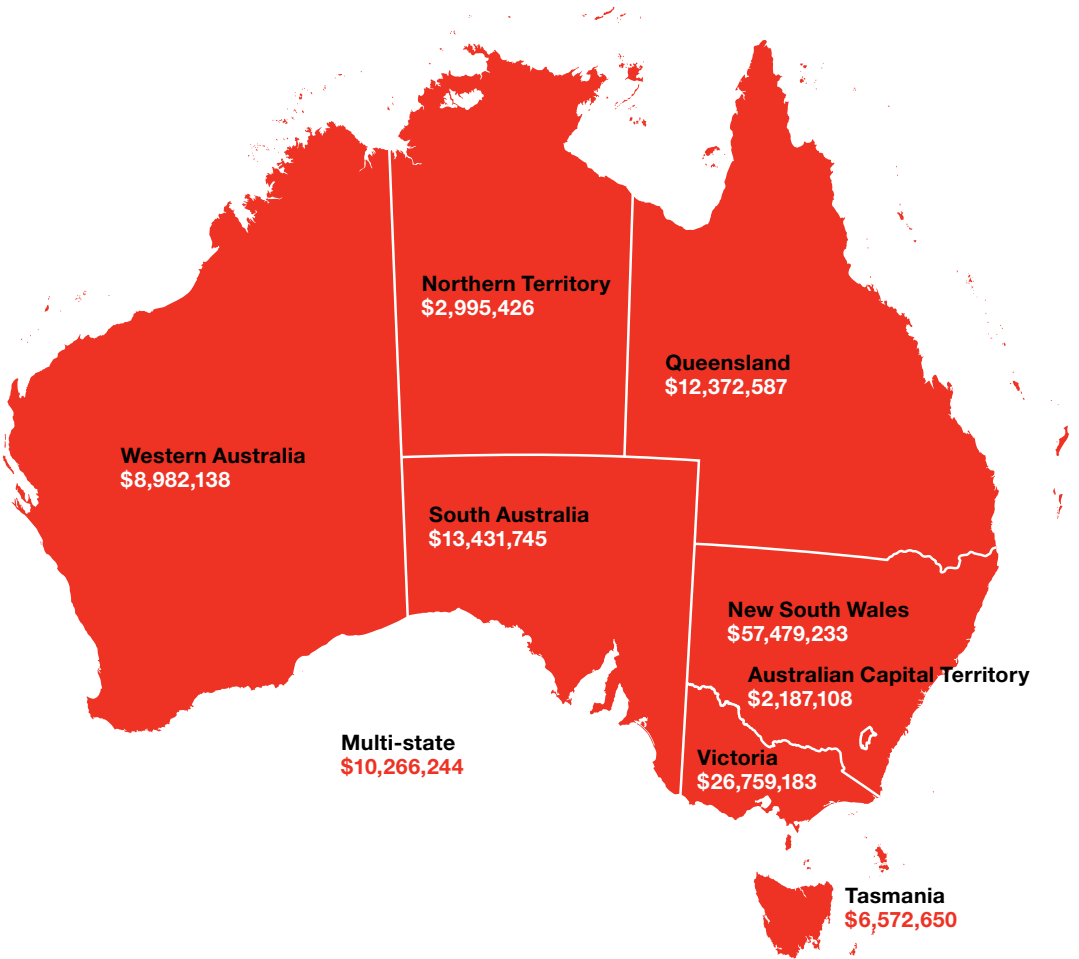 Northern Territory
$2,995,426
Queensland
$12,372,587
Western Australia
$8,982,138
South Australia
$13,431,745
New South Wales
$57,479,233
Australian Capital Territory
$2,187,108
Multi-state
$10,266,244
Victoria
$26,759,183
Tasmania
$6,572,650